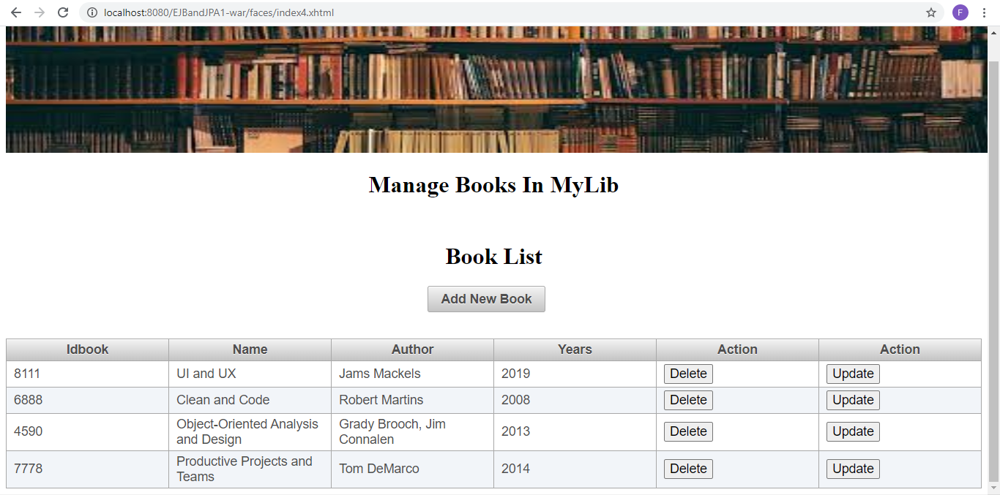 localhost:8080/EJBandJPA1-war/faces/index4.xhtml
F
Manage Books In MyLib
Book List
Add New Book
Idbook Name Author Years Action Action
8111 UI and UX Jams Mackels 2019 Delete Update
6888 Clean and Code Robert Martins 2008 Delete Update
4590 Object-Oriented Analysis and Design Grady Brooch, Jim Connalen 2013 Delete Update
7778 Productive Projects and Teams Tom DeMarco 2014 Delete Update